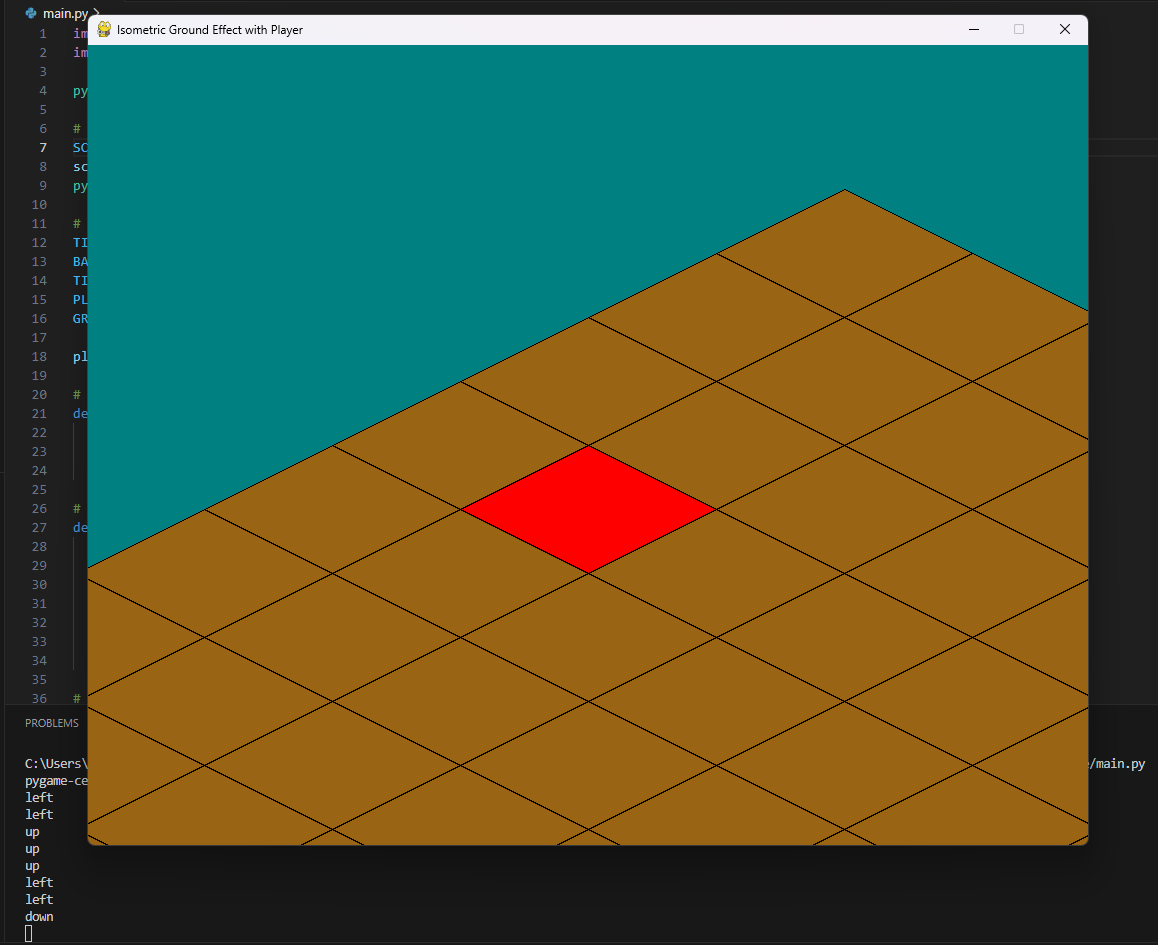 main.py
Isometric Ground Effect with Player
1 im
2 im
3
4 py
5
6 #
7 SC
8 sc
9 py
10
11 #
12 TI
13 BA
14 TI
15 PL
16 GR
17
18 pl
19
20 #
21 de
22
23
24
25
26 #
27 de
28
29
30
31
32
33
34
35
36 #
PROBLEMS
C:\Users\ e/main.py
pygame-ce
left
left
up
up
up
left
left
down